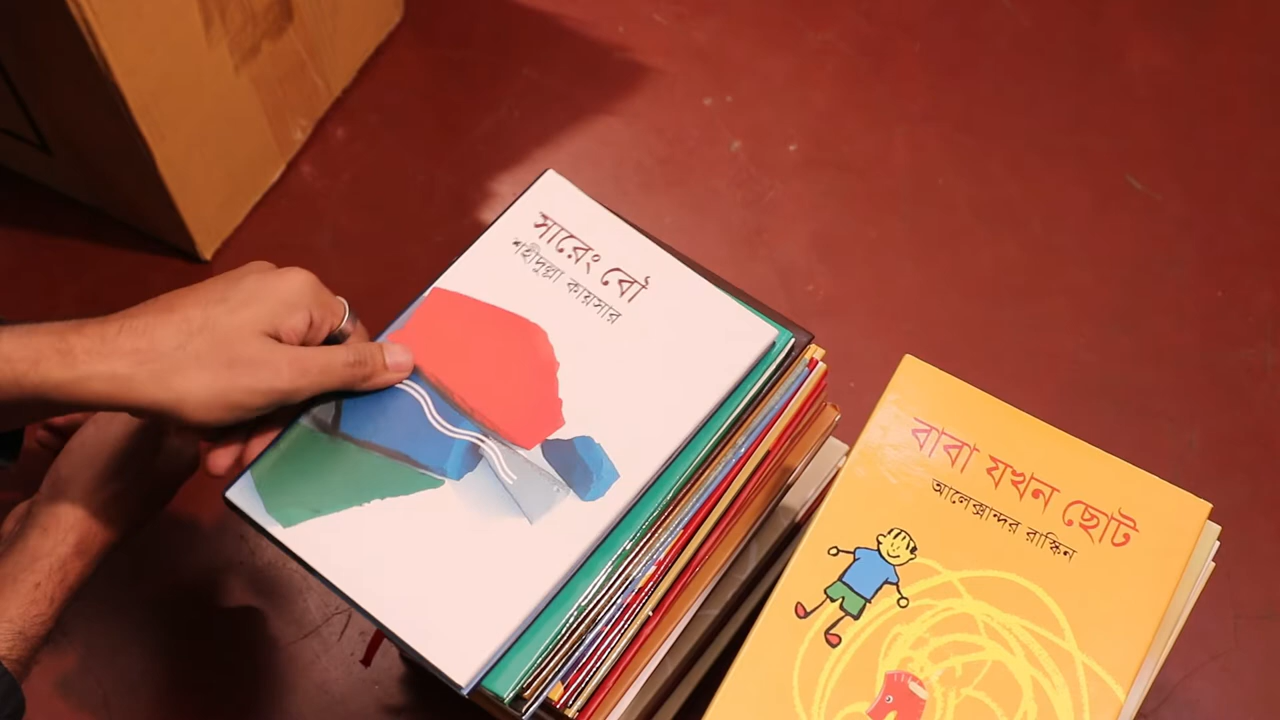 সারেং বৌ
শহীদুল্লা কায়সার
বাবা যখন ছোট
আলেক্সান্দর রাস্কিন